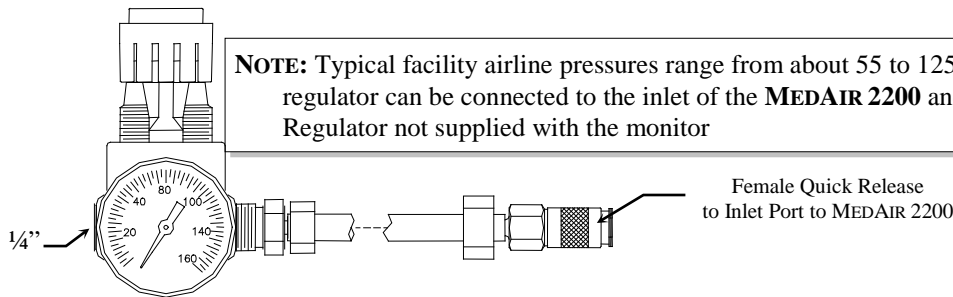 NOTE: Typical facility airline pressures range from about 55 to 125
regulator can be connected to the inlet of the MEDAIR 2200 an
Regulator not supplied with the monitor
80
40
100
20
140
160
¼”
Female Quick Release
to Inlet Port to MEDAIR 2200